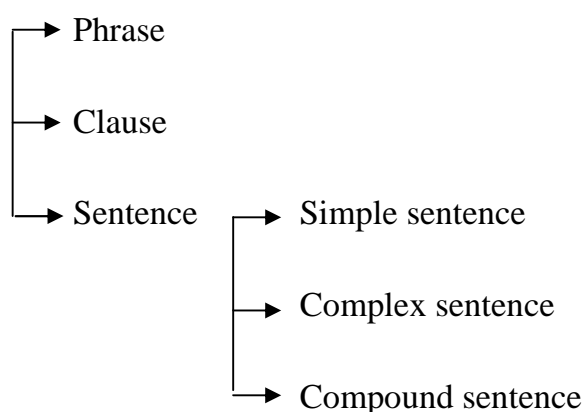 Phrase
Clause
Sentence
Simple sentence
Complex sentence
Compound sentence